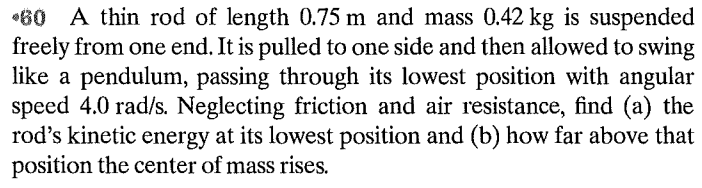 •60 A thin rod of length 0.75 m and mass 0.42 kg is suspended
freely from one end. It is pulled to one side and then allowed to swing
like a pendulum, passing through its lowest position with angular
speed 4.0 rad/s. Neglecting friction and air resistance, find (a) the
rod's kinetic energy at its lowest position and (b) how far above that
position the center of mass rises.